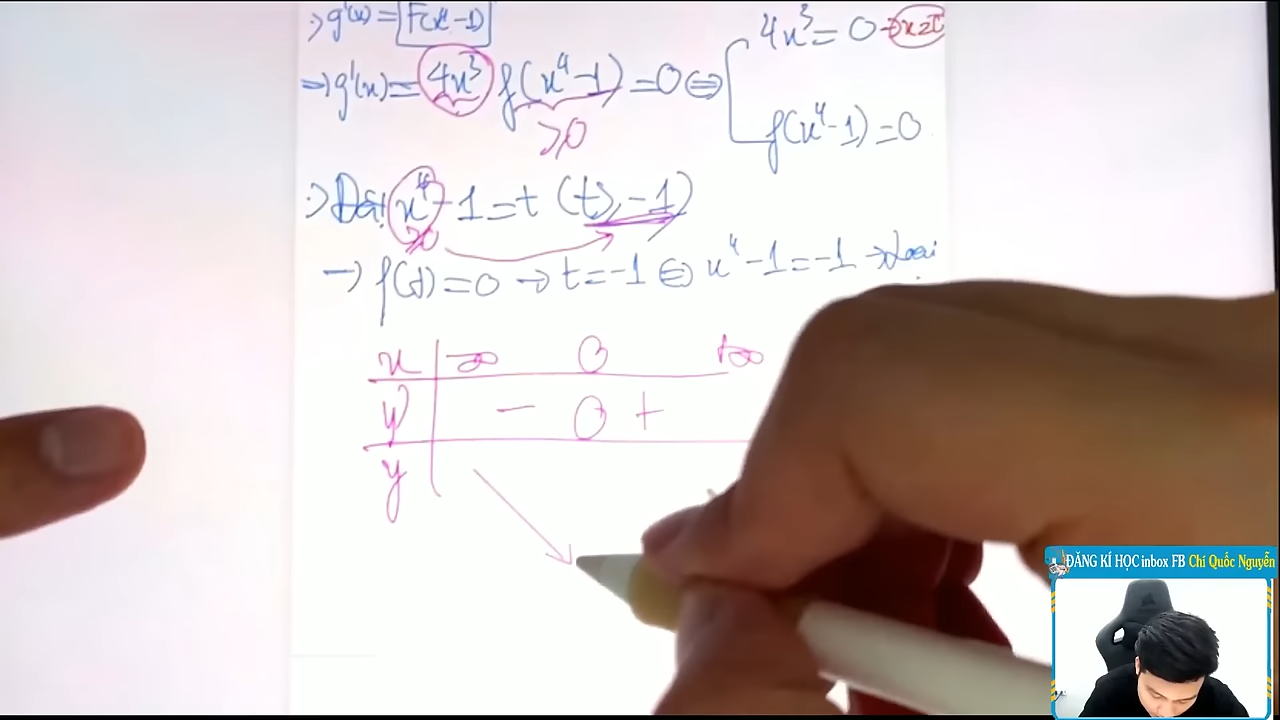 :) g'(x) = F(x⁴-1)
4x³ = 0 → x=0
=) g'(x) = 4x³ f(x⁴-1) = 0 ⇔
⩾0
f(x⁴-1) = 0
:) Đặt x⁴-1 = t (t⩾-1)
⩾0
→ f(t) = 0 → t = -1 ⇔ x⁴-1 = -1 → Loại
x | -∞ 0 +∞
y' | - 0 +
y
ĐĂNG KÍ HỌC inbox FB Chí Quốc Nguyễn